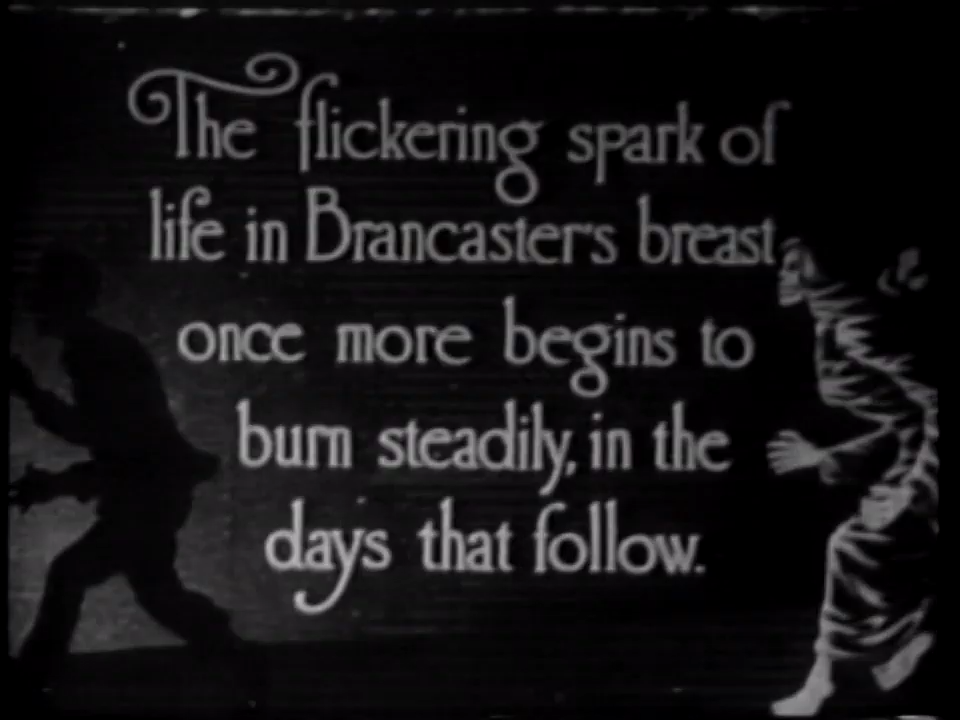 The flickering spark of
life in Brancaster's breast
once more begins to
burn steadily, in the
days that follow.